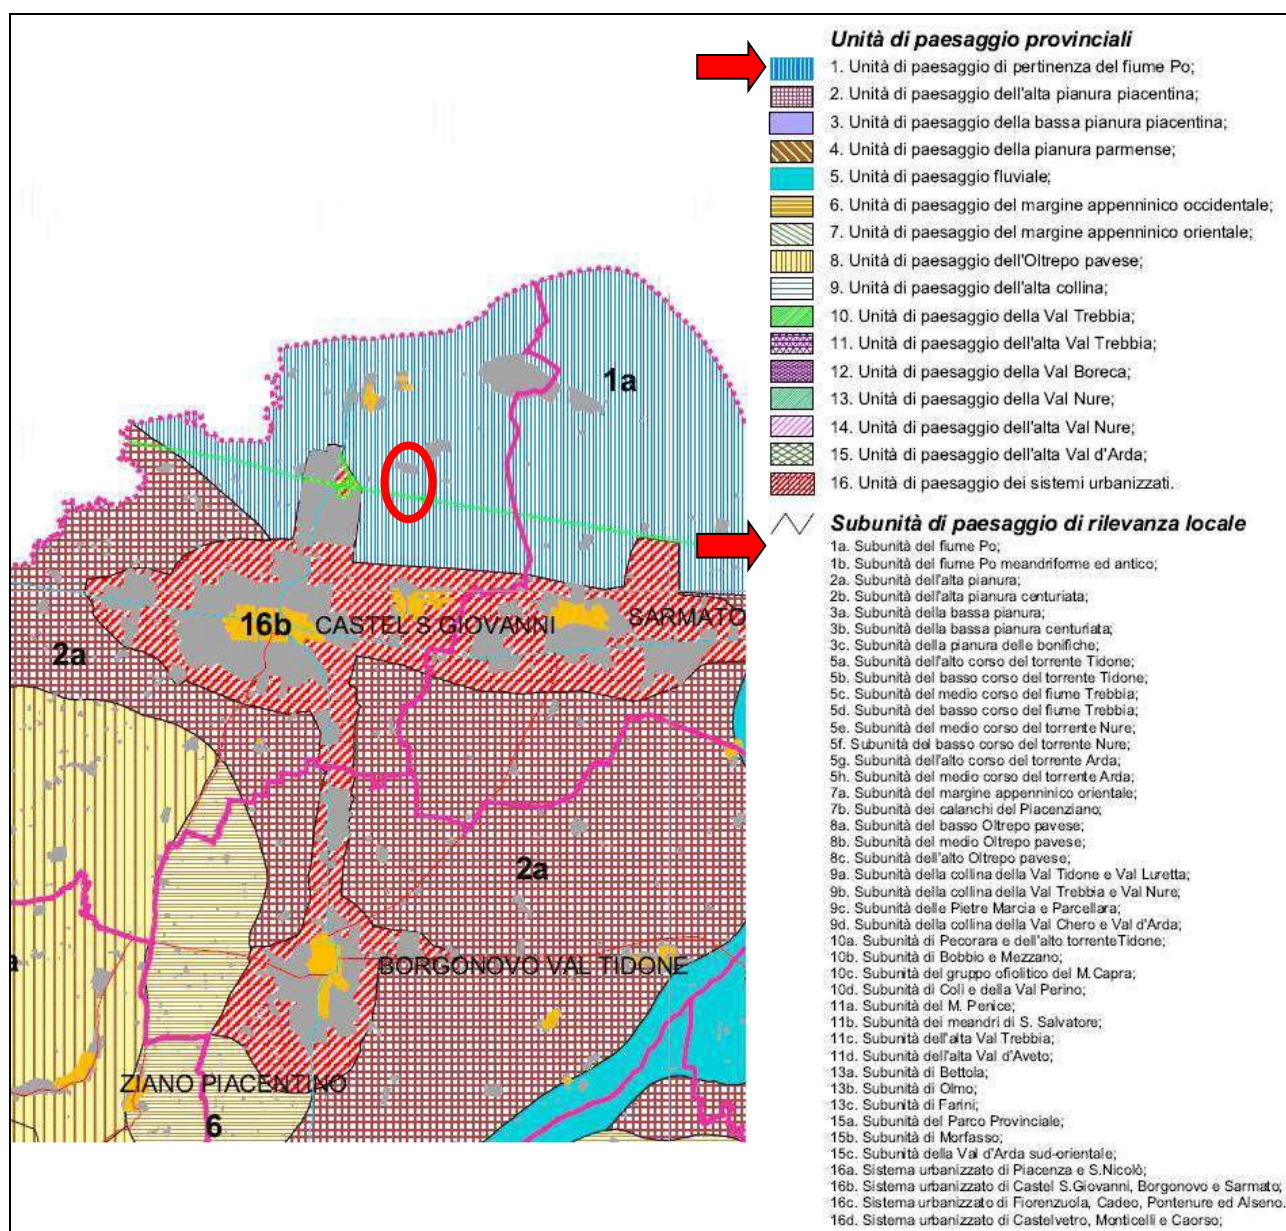 Unità di paesaggio provinciali
1. Unità di paesaggio di pertinenza del fiume Po;
2. Unità di paesaggio dell'alta pianura piacentina;
3. Unità di paesaggio della bassa pianura piacentina;
4. Unità di paesaggio della pianura parmense;
5. Unità di paesaggio fluviale;
6. Unità di paesaggio del margine appenninico occidentale;
7. Unità di paesaggio del margine appenninico orientale;
8. Unità di paesaggio dell'Oltrepo pavese;
9. Unità di paesaggio dell'alta collina;
10. Unità di paesaggio della Val Trebbia;
11. Unità di paesaggio dell'alta Val Trebbia;
12. Unità di paesaggio della Val Boreca;
13. Unità di paesaggio della Val Nure;
14. Unità di paesaggio dell'alta Val Nure;
15. Unità di paesaggio dell'alta Val d'Arda;
16. Unità di paesaggio dei sistemi urbanizzati.
Subunità di paesaggio di rilevanza locale
1a. Subunità del fiume Po;
1b. Subunità del fiume Po meandriforme ed antico;
2a. Subunità dell'alta pianura;
2b. Subunità dell'alta pianura centuriata;
3a. Subunità della bassa pianura;
3b. Subunità della bassa pianura centuriata;
3c. Subunità della pianura delle bonifiche;
5a. Subunità dell'alto corso del torrente Tidone;
5b. Subunità del basso corso del torrente Tidone;
5c. Subunità del medio corso del fiume Trebbia;
5d. Subunità del basso corso del fiume Trebbia;
5e. Subunità del medio corso del torrente Nure;
5f. Subunità del basso corso del torrente Nure;
5g. Subunità dell'alto corso del torrente Arda;
5h. Subunità del medio corso del torrente Arda;
7a. Subunità del margine appenninico orientale;
7b. Subunità dei calanchi del Piacenziano;
8a. Subunità del basso Oltrepo pavese;
8b. Subunità del medio Oltrepo pavese;
8c. Subunità dell'alto Oltrepo pavese;
9a. Subunità della collina della Val Tidone e Val Luretta;
9b. Subunità della collina della Val Trebbia e Val Nure;
9c. Subunità delle Pietre Marcia e Parcellara;
9d. Subunità della collina della Val Chero e Val d'Arda;
10a. Subunità di Pecorara e dell'alto torrenteTidone;
10b. Subunità di Bobbio e Mezzano;
10c. Subunità del gruppo ofiolitico del M.Capra;
10d. Subunità di Coli e della Val Perino;
11a. Subunità del M. Penice;
11b. Subunità dei meandri di S. Salvatore;
11c. Subunità dell'alta Val Trebbia;
11d. Subunità dell'alta Val d'Aveto;
13a. Subunità di Bettola;
13b. Subunità di Olmo;
13c. Subunità di Farini;
15a. Subunità del Parco Provinciale;
15b. Subunità di Morfasso;
15c. Subunità della Val d'Arda sud-orientale;
16a. Sistema urbanizzato di Piacenza e S.Nicolò;
16b. Sistema urbanizzato di Castel S.Giovanni, Borgonovo e Sarmato;
16c. Sistema urbanizzato di Fiorenzuola, Cadeo, Pontenure ed Alseno.
16d. Sistema urbanizzato di Castelvetro, Monticelli e Caorso;
1a
16b
CASTEL S GIOVANNI
SARMATO
2a
2a
BORGONOVO VAL TIDONE
a
ZIANO PIACENTINO
6